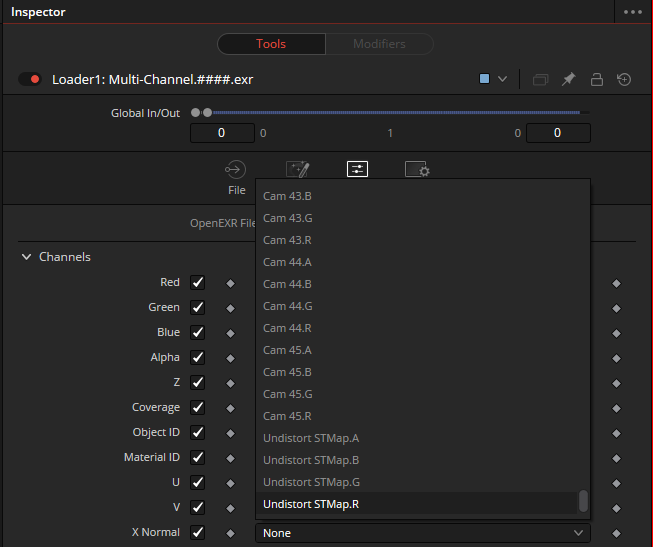 Inspector
Tools Modifiers
Loader1: Multi-Channel.####.exr
Global In/Out
0 0 1 0 0
File
OpenEXR File
Channels
Cam 43.B
Cam 43.G
Cam 43.R
Cam 44.A
Cam 44.B
Cam 44.G
Cam 44.R
Cam 45.A
Cam 45.B
Cam 45.G
Cam 45.R
Undistort STMap.A
Undistort STMap.B
Undistort STMap.G
Undistort STMap.R
Red
Green
Blue
Alpha
Z
Coverage
Object ID
Material ID
U
V
X Normal None